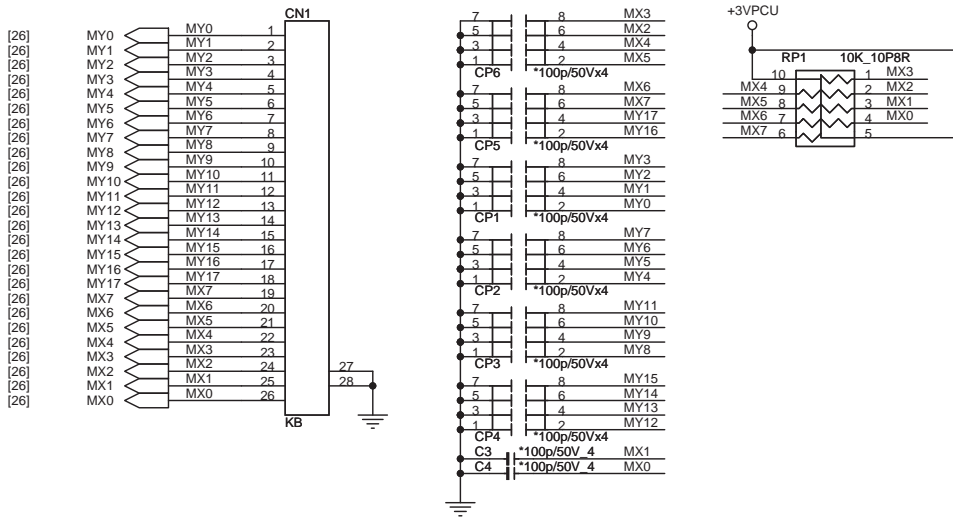 CN1
[26] MY0 MY0 1
[26] MY1 MY1 2
[26] MY2 MY2 3
[26] MY3 MY3 4
[26] MY4 MY4 5
[26] MY5 MY5 6
[26] MY6 MY6 7
[26] MY7 MY7 8
[26] MY8 MY8 9
[26] MY9 MY9 10
[26] MY10 MY10 11
[26] MY11 MY11 12
[26] MY12 MY12 13
[26] MY13 MY13 14
[26] MY14 MY14 15
[26] MY15 MY15 16
[26] MY16 MY16 17
[26] MY17 MY17 18
[26] MX7 MX7 19
[26] MX6 MX6 20
[26] MX5 MX5 21
[26] MX4 MX4 22
[26] MX3 MX3 23
[26] MX2 MX2 24 27
[26] MX1 MX1 25 28
[26] MX0 MX0 26
KB
7 8 MX3
5 6 MX2
3 4 MX4
1 2 MX5
CP6 *100p/50Vx4
7 8 MX6
5 6 MX7
3 4 MY17
1 2 MY16
CP5 *100p/50Vx4
7 8 MY3
5 6 MY2
3 4 MY1
1 2 MY0
CP1 *100p/50Vx4
7 8 MY7
5 6 MY6
3 4 MY5
1 2 MY4
CP2 *100p/50Vx4
7 8 MY11
5 6 MY10
3 4 MY9
1 2 MY8
CP3 *100p/50Vx4
7 8 MY15
5 6 MY14
3 4 MY13
1 2 MY12
CP4 *100p/50Vx4
C3 *100p/50V_4 MX1
C4 *100p/50V_4 MX0
+3VPCU
RP1 10K_10P8R
10 1 MX3
MX4 9 2 MX2
MX5 8 3 MX1
MX6 7 4 MX0
MX7 6 5